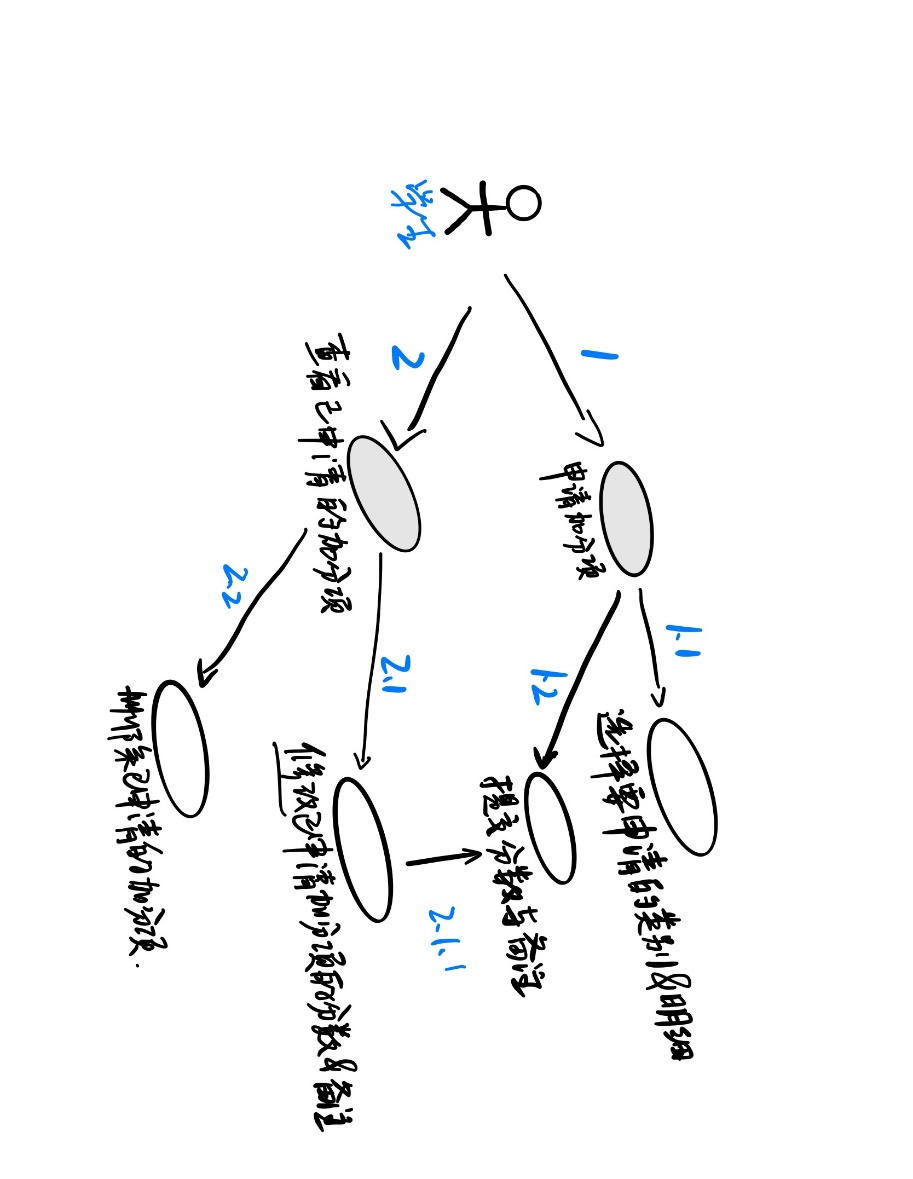 学生
1
申请加分项
1.1
选择要申请的类别&明细
1.2
提交分数与备注
2
查看已申请的加分项
2.1
修改已申请加分项的分数&备注
2.1.1
2.2
删除某已申请的加分项.